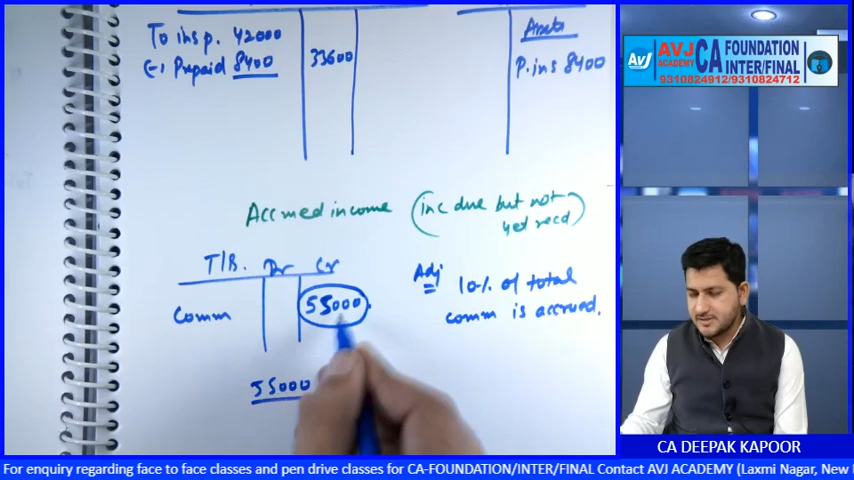 To insp. 42000
(-) Prepaid 8400
33600
Assets
P. ins 8400
AVJ
AVJ
ACADEMY
CA
FOUNDATION
INTER/FINAL
9310824912/9310824712
Accrued income (inc due but not
yet recd)
T/B. Dr Cr
Comm 55000
55000
Adj
10% of total
comm is accrued.
CA DEEPAK KAPOOR
For enquiry regarding face to face classes and pen drive classes for CA-FOUNDATION/INTER/FINAL Contact AVJ ACADEMY (Laxmi Nagar, New